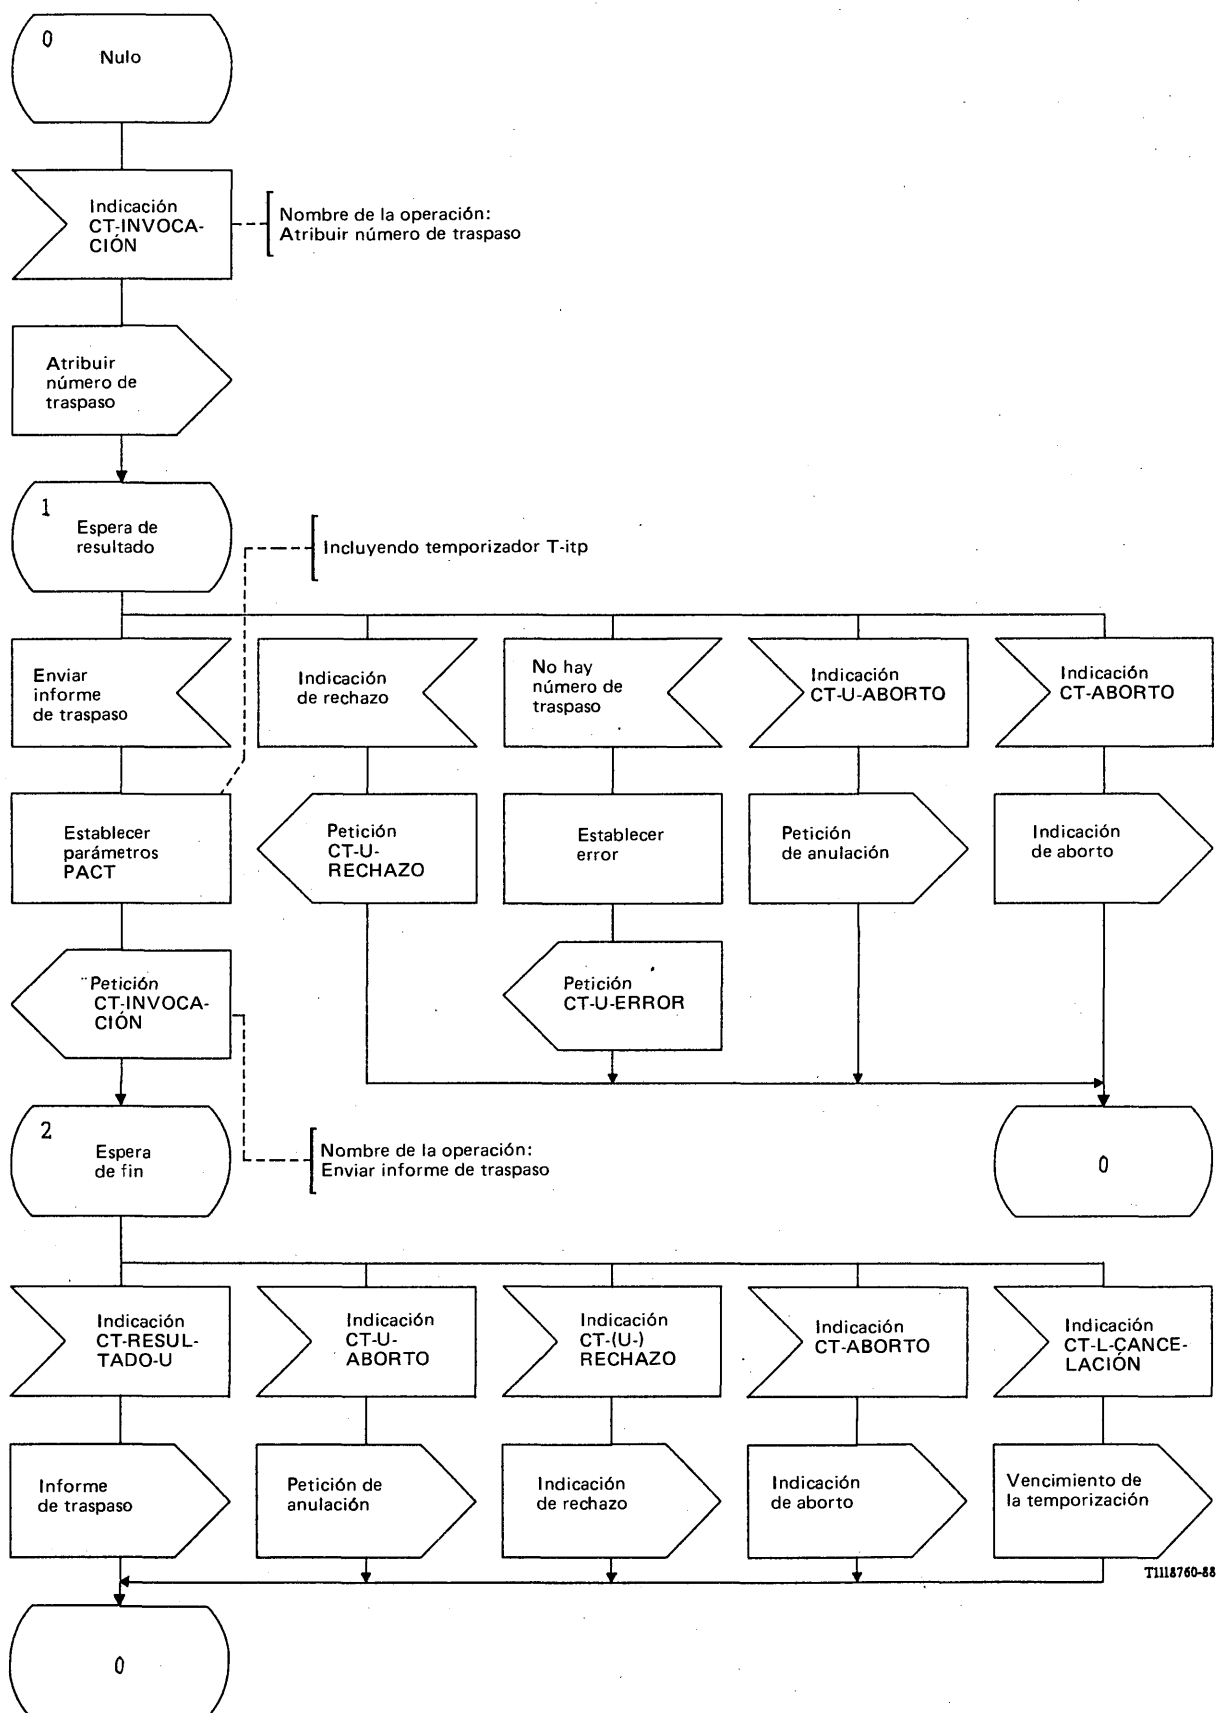 0
Nulo
Indicación
CT-INVOCA-
CIÓN
Nombre de la operación:
Atribuir número de traspaso
Atribuir
número de
traspaso
1
Espera de
resultado
Incluyendo temporizador T-itp
Enviar
informe
de traspaso
Indicación
de rechazo
No hay
número de
traspaso
Indicación
CT-U-ABORTO
Indicación
CT-ABORTO
Establecer
parámetros
PACT
Petición
CT-U-
RECHAZO
Establecer
error
Petición
de anulación
Indicación
de aborto
Petición
CT-INVOCA-
CIÓN
Petición
CT-U-ERROR
2
Espera
de fin
Nombre de la operación:
Enviar informe de traspaso
0
Indicación
CT-RESUL-
TADO-U
Indicación
CT-U-
ABORTO
Indicación
CT-(U-)
RECHAZO
Indicación
CT-ABORTO
Indicación
CT-L-CANCE-
LACIÓN
Informe
de traspaso
Petición de
anulación
Indicación
de rechazo
Indicación
de aborto
Vencimiento de
la temporización
T1118760-88
0